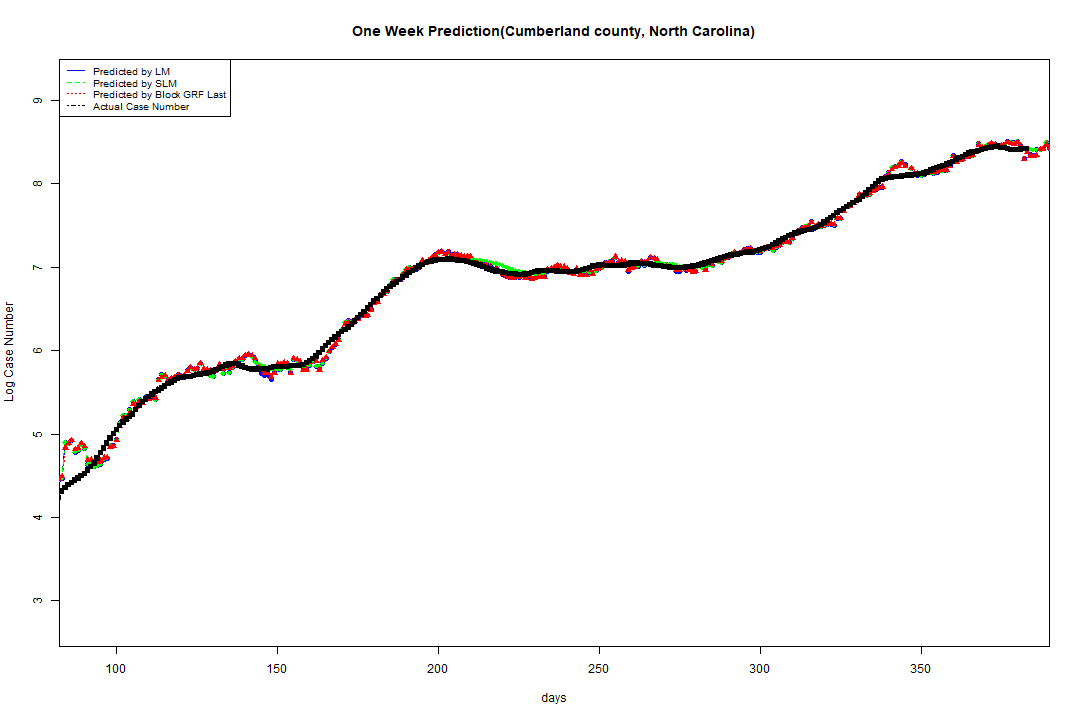 One Week Prediction(Cumberland county, North Carolina)
Predicted by LM
Predicted by SLM
Predicted by Block GRF Last
Actual Case Number
9
8
7
6
5
4
3
Log Case Number
100 150 200 250 300 350
days